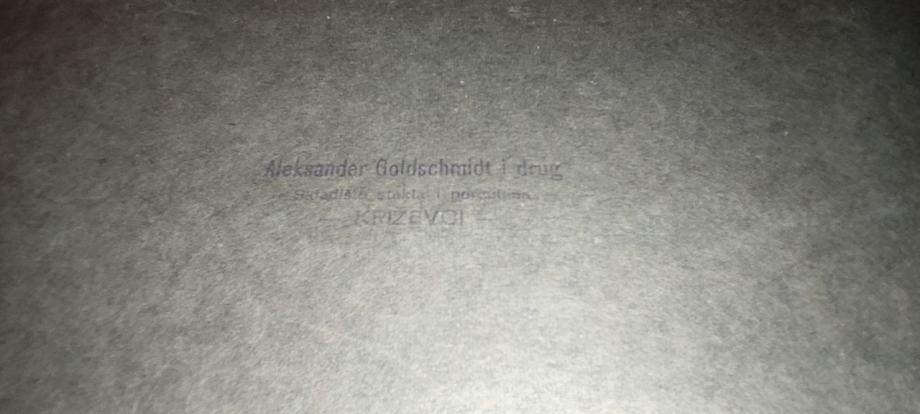 Aleksander Goldschmidt i drug
Skladište stakla i porculana
— KRIŽEVCI —